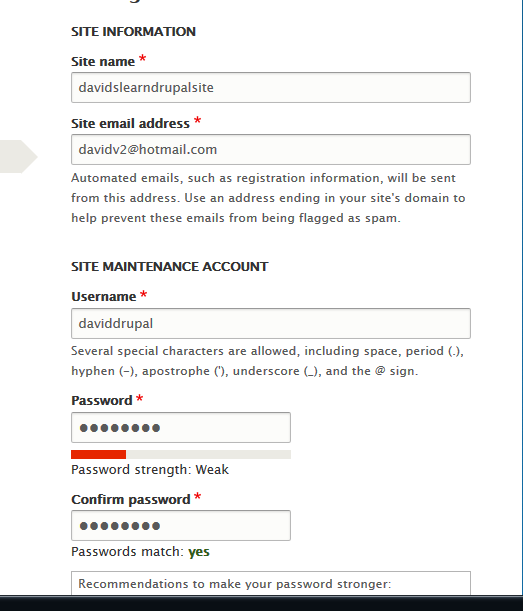 SITE INFORMATION
Site name *
davidslearndrupalsite
Site email address *
davidv2@hotmail.com
Automated emails, such as registration information, will be sent
from this address. Use an address ending in your site's domain to
help prevent these emails from being flagged as spam.
SITE MAINTENANCE ACCOUNT
Username *
daviddrupal
Several special characters are allowed, including space, period (.),
hyphen (-), apostrophe ('), underscore (_), and the @ sign.
Password *
●●●●●●●●
Password strength: Weak
Confirm password *
●●●●●●●●
Passwords match: yes
Recommendations to make your password stronger: